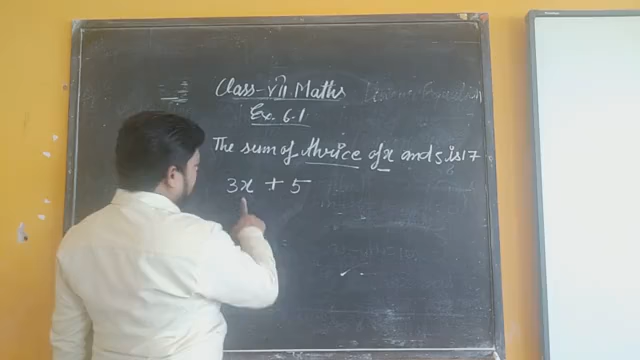 Class-VII Maths
Ex. 6.1
The sum of thrice of x and 5 is 17
3x + 5